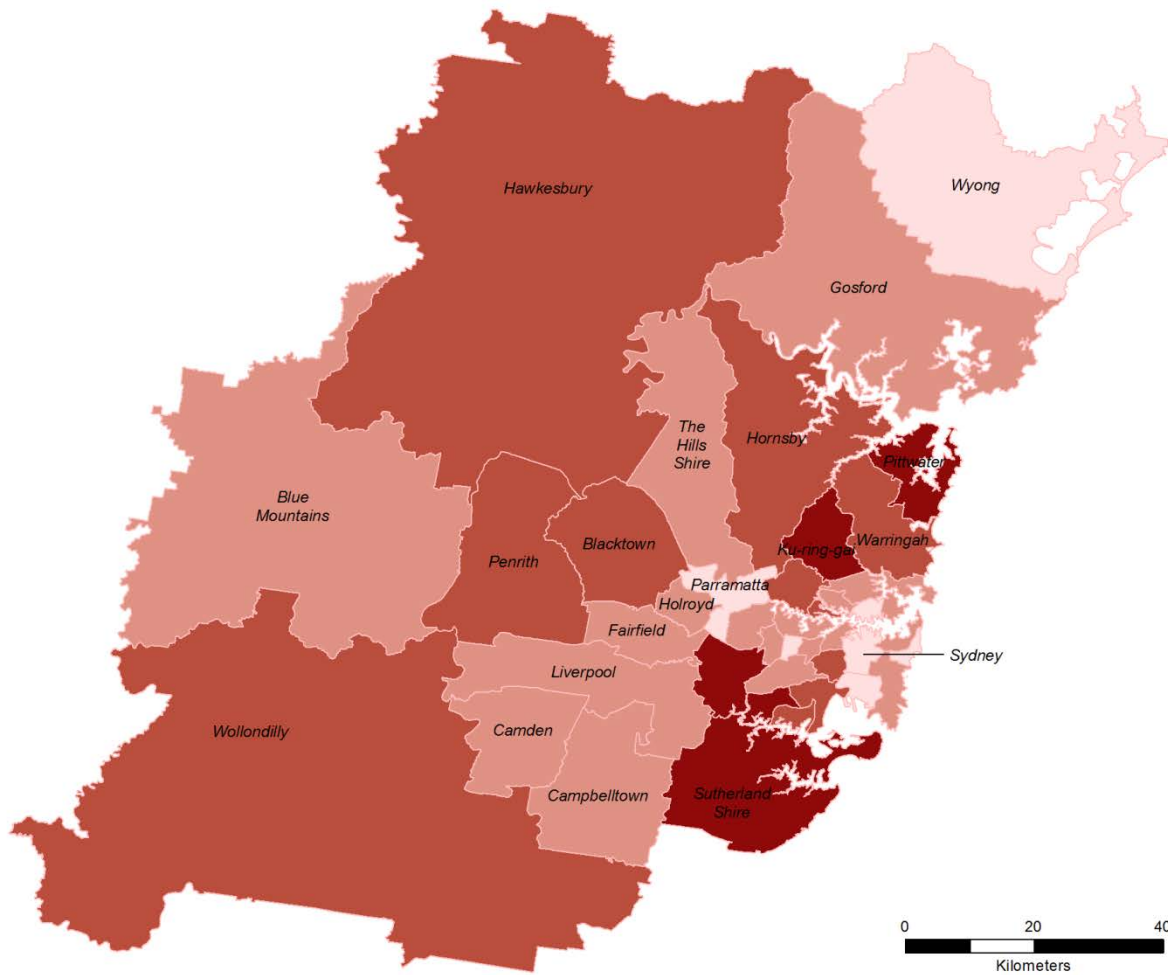 Hawkesbury
Wyong
Gosford
The
Hills
Shire
Hornsby
Pittwater
Blue
Mountains
Penrith
Blacktown
Ku-ring-gai
Warringah
Parramatta
Holroyd
Fairfield
Liverpool
Sydney
Wollondilly
Camden
Campbelltown
Sutherland
Shire
0 20 40
Kilometers